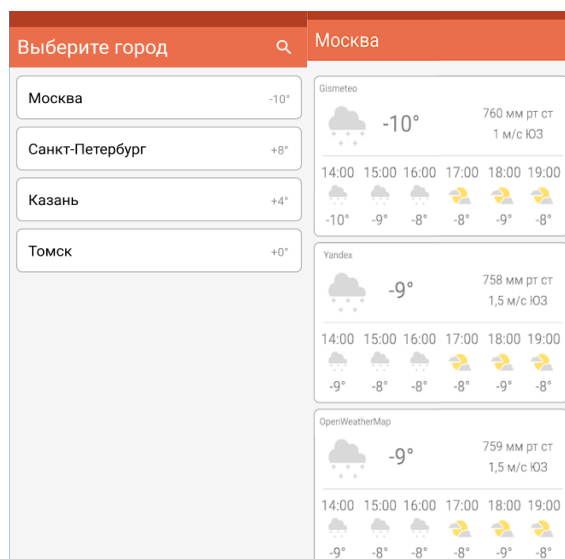 Выберите город
Москва -10°
Санкт-Петербург +8°
Казань +4°
Томск +0°
Москва
Gismeteo
-10°
760 мм рт ст
1 м/с ЮЗ
14:00 15:00 16:00 17:00 18:00 19:00
-10° -9° -8° -8° -9° -8°
Yandex
-9°
758 мм рт ст
1,5 м/с ЮЗ
14:00 15:00 16:00 17:00 18:00 19:00
-9° -8° -8° -8° -9° -8°
OpenWeatherMap
-9°
759 мм рт ст
1,5 м/с ЮЗ
14:00 15:00 16:00 17:00 18:00 19:00
-9° -8° -8° -8° -9° -8°